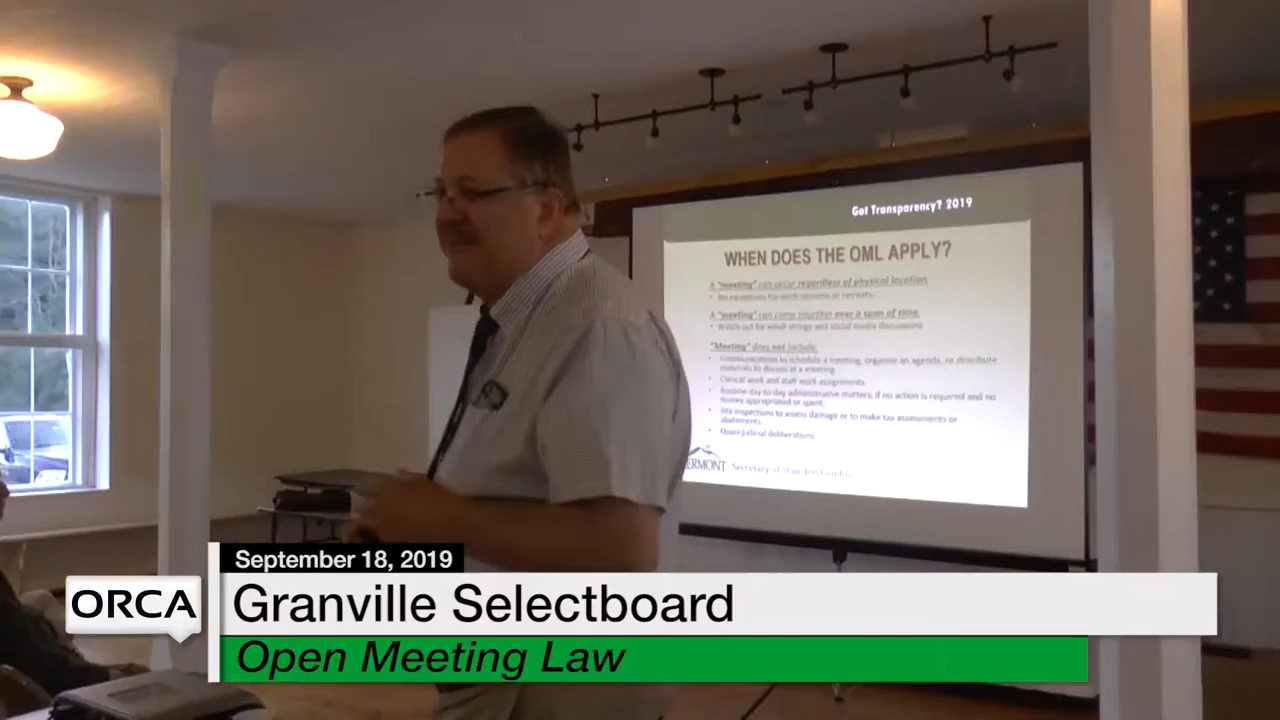 Got Transparency? 2019
WHEN DOES THE OML APPLY?
A "meeting" can occur regardless of physical location.
• No exceptions for work sessions or retreats.
A "meeting" can come together over a span of time.
• Watch out for email strings and social media discussions
"Meeting" does not include:
• Communications to schedule a meeting, organize an agenda, or distribute
materials to discuss at a meeting
• Clerical work and staff work assignments.
• Routine day-to-day administrative matters, if no action is required and no
money appropriated or spent.
• Site inspections to assess damage or to make tax assessments or
abatements.
• Quasi-judicial deliberations
ERMONT Secretary of State Jim Condos
September 18, 2019
ORCA
Granville Selectboard
Open Meeting Law